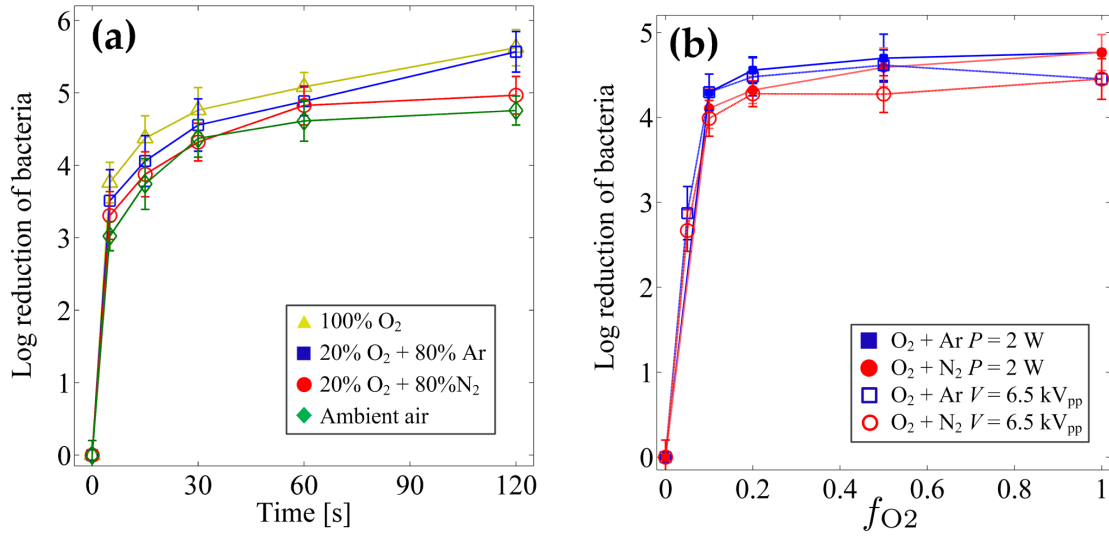 (a)
Log reduction of bacteria
6
5
4
3
2
1
0
100% O₂
20% O₂ + 80% Ar
20% O₂ + 80%N₂
Ambient air
0 30 60 90 120
Time [s]
(b)
Log reduction of bacteria
5
4
3
2
1
0
O₂ + Ar P = 2 W
O₂ + N₂ P = 2 W
O₂ + Ar V = 6.5 kVpp
O₂ + N₂ V = 6.5 kVpp
0 0.2 0.4 0.6 0.8 1
fO2